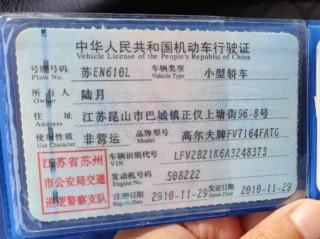 中华人民共和国机动车行驶证
Vehicle License of the People's Republic of China
号牌号码 苏EN610L 车辆类型 小型轿车
Plate No. Vehicle Type
所有人 陆月
Owner
住址 江苏昆山市巴城镇正仪上塘街96-8号
Address
使用性质 非营运 品牌型号 高尔夫牌FV7164FATG
Use Character Model
江苏省苏州
市公安局交通
巡逻警察支队
车辆识别代号 LFV2B21K6A3248373
VIN
发动机号码 508222
Engine No.
注册日期 2010-11-29 发证日期 2010-11-29
Register Date Issue Date